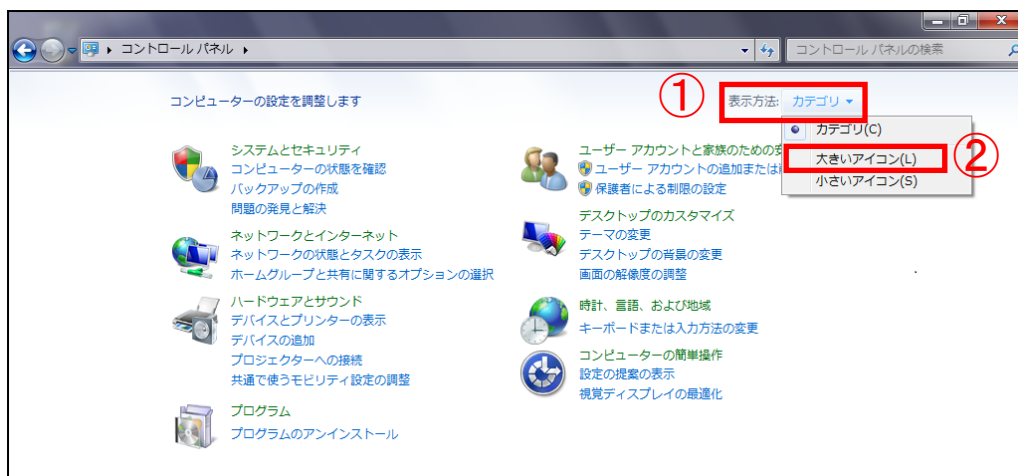 コントロール パネル
コントロール パネルの検索
コンピューターの設定を調整します
①
表示方法: カテゴリ
カテゴリ(C)
大きいアイコン(L)
②
小さいアイコン(S)
システムとセキュリティ
コンピューターの状態を確認
バックアップの作成
問題の発見と解決
ネットワークとインターネット
ネットワークの状態とタスクの表示
ホームグループと共有に関するオプションの選択
ハードウェアとサウンド
デバイスとプリンターの表示
デバイスの追加
プロジェクターへの接続
共通で使うモビリティ設定の調整
プログラム
プログラムのアンインストール
ユーザー アカウントと家族のための
ユーザー アカウントの追加または
保護者による制限の設定
デスクトップのカスタマイズ
テーマの変更
デスクトップの背景の変更
画面の解像度の調整
時計、言語、および地域
キーボードまたは入力方法の変更
コンピューターの簡単操作
設定の提案の表示
視覚ディスプレイの最適化